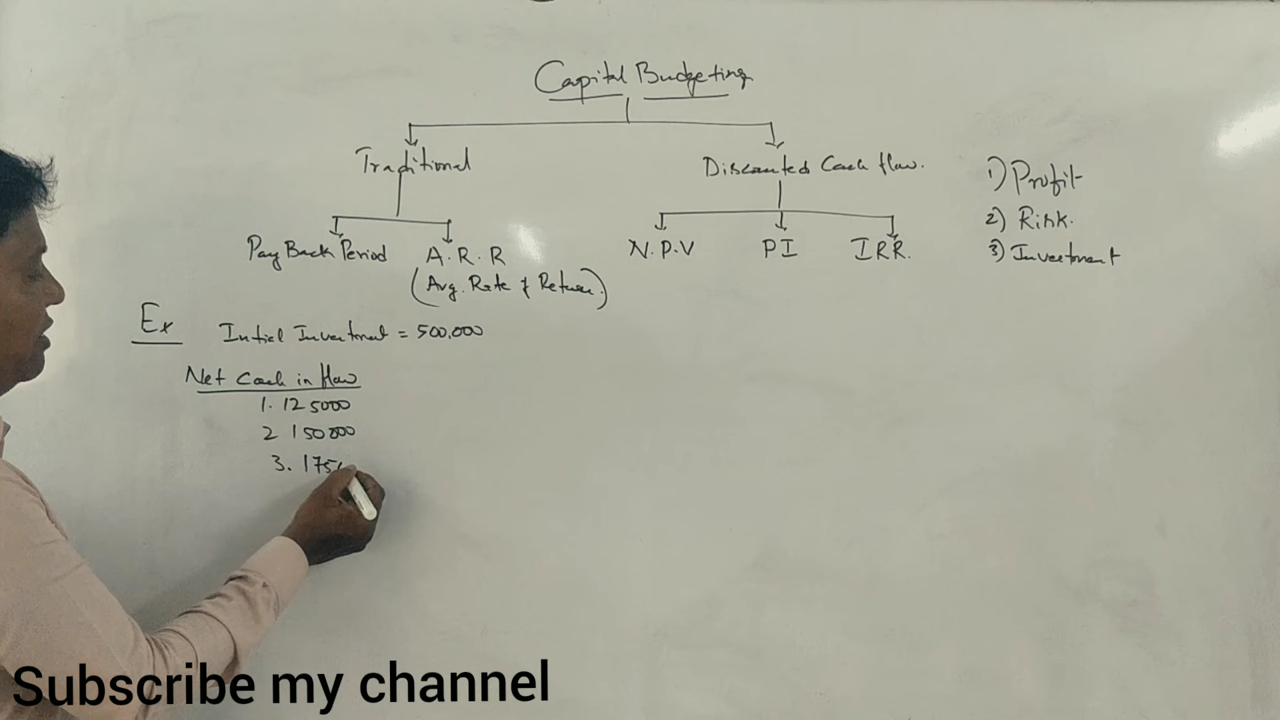 Capital Budgeting
Traditional
Discounted Cash flow.
1) Profit
2) Risk.
3) Investment
Pay Back Period
A.R.R
(Avg. Rate of Return.)
N.P.V
PI
IRR.
Ex
Intial Investment = 500,000
Net Cash in flow
1. 125000
2 150000
3. 175
Subscribe my channel